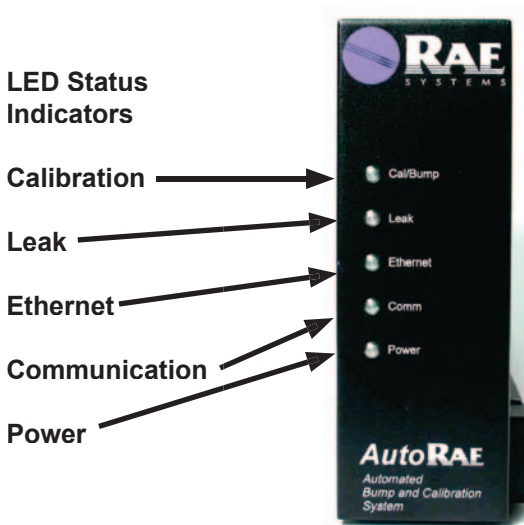 LED Status
Indicators
Calibration
Leak
Ethernet
Communication
Power
RAE
SYSTEMS
Cal/Bump
Leak
Ethernet
Comm
Power
AutoRAE
Automated
Bump and Calibration
System